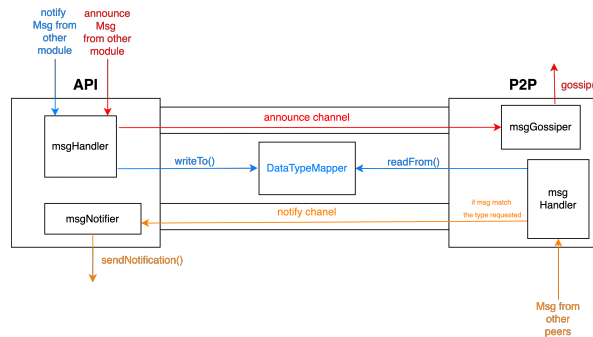 notify
Msg from
other
module
announce
Msg
from other
module
API
P2P
gossip
announce channel
msgHandler
msgGossiper
writeTo()
DataTypeMapper
readFrom()
msg
Handler
notify chanel
if msg match
the type requested
msgNotifier
sendNotification()
Msg from
other
peers